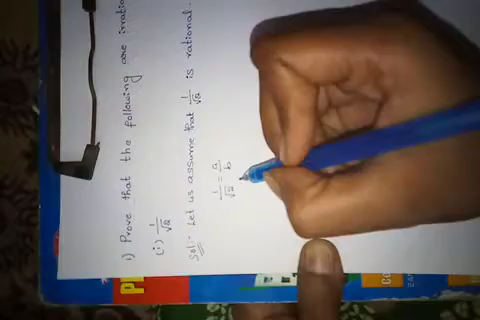 1) Prove that the following are
(i) 1/√2
Sol:- Let us assume that 1/√2 is rational.
1/√2 = a/b